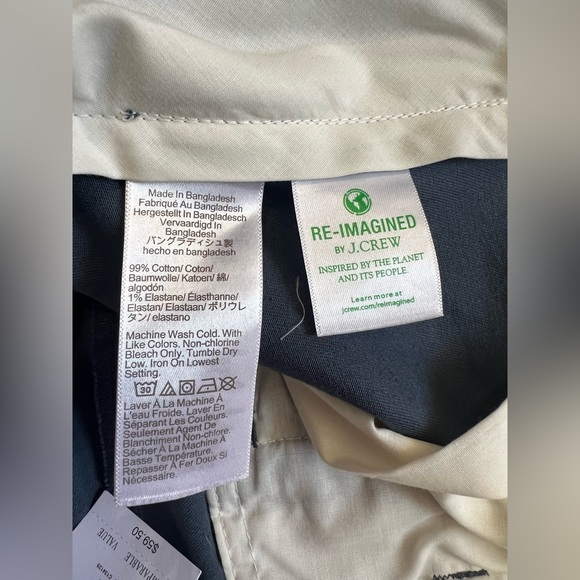 Made In Bangladesh
Fabriqué Au Bangladesh
Hergestellt In Bangladesch
Vervaardigd In
Bangladesh
バングラディシュ製
hecho en bangladesh
99% Cotton/ Coton/
Baumwolle/ Katoen/ 綿/
algodón
1% Elastane/ Élasthanne/
Elastan/ Elastaan/ ポリウレ
タン/ elastano
Machine Wash Cold. With
Like Colors. Non-chlorine
Bleach Only. Tumble Dry
Low. Iron On Lowest
Setting.
30
Laver À La Machine À
L'eau Froide. Laver En
Séparant Les Couleurs.
Seulement Agent De
Blanchiment Non-chlore.
Sécher À La Machine À
Basse Température.
Repasser À Fer Doux Si
Nécessaire.
RE-IMAGINED
BY J.CREW
INSPIRED BY THE PLANET
AND ITS PEOPLE.
Learn more at
jcrew.com/reimagined
VALUE
$59.50